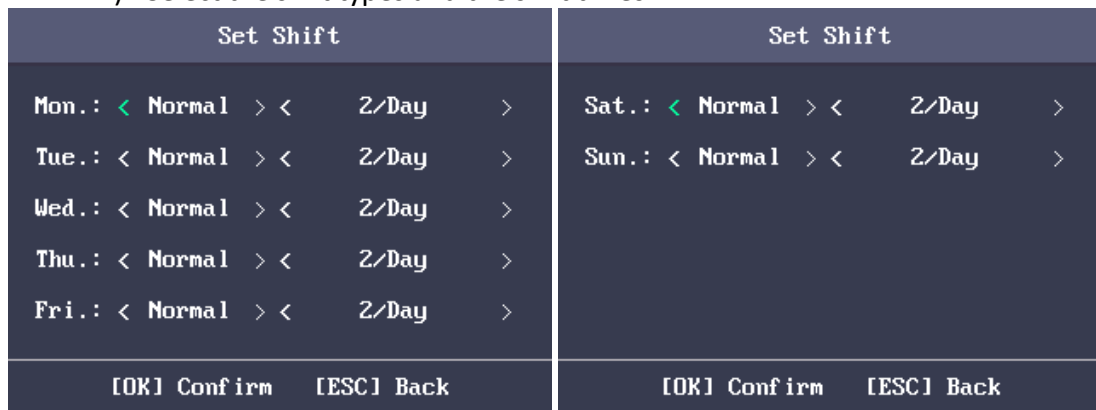 Set Shift
Mon.: < Normal > < 2/Day >
Tue.: < Normal > < 2/Day >
Wed.: < Normal > < 2/Day >
Thu.: < Normal > < 2/Day >
Fri.: < Normal > < 2/Day >
[OK] Confirm [ESC] Back
Set Shift
Sat.: < Normal > < 2/Day >
Sun.: < Normal > < 2/Day >
[OK] Confirm [ESC] Back